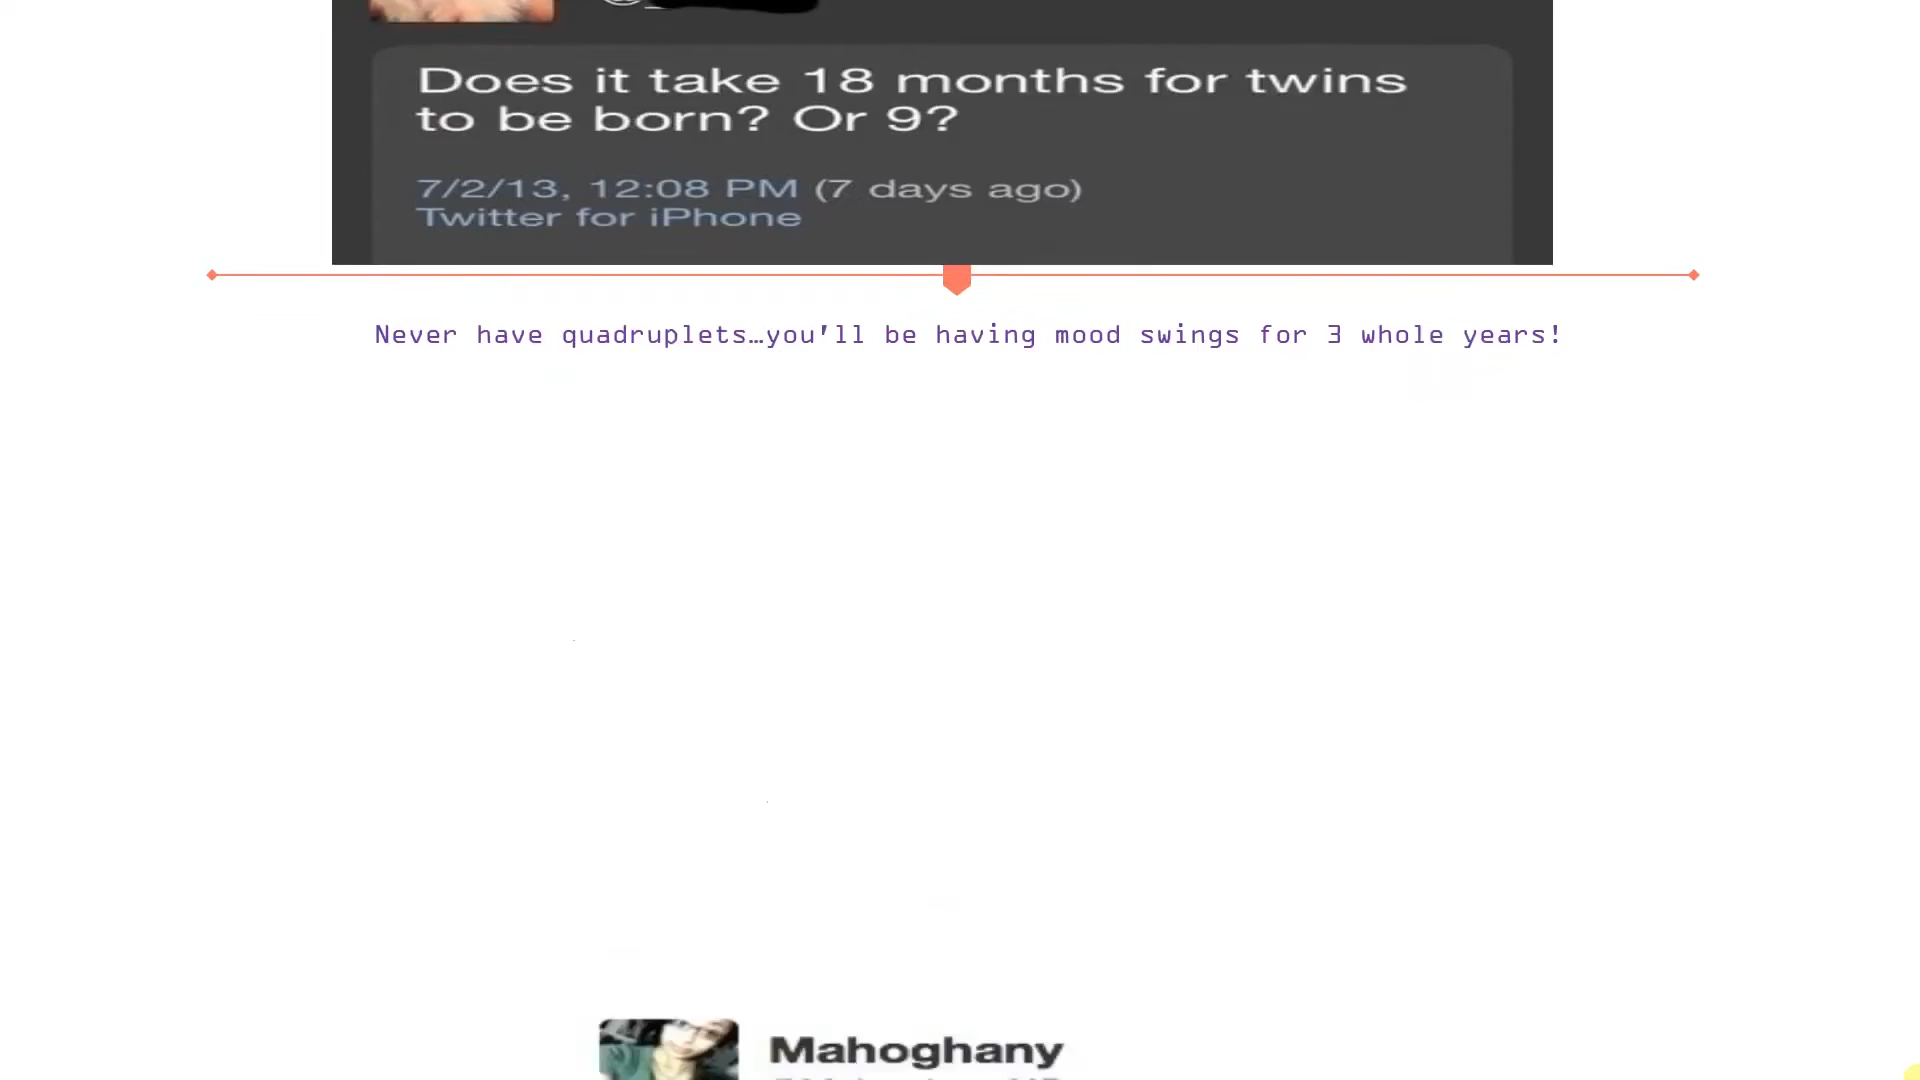 Does it take 18 months for twins
to be born? Or 9?
7/2/13, 12:08 PM (7 days ago)
Twitter for iPhone
Never have quadruplets…you'll be having mood swings for 3 whole years!
Mahoghany